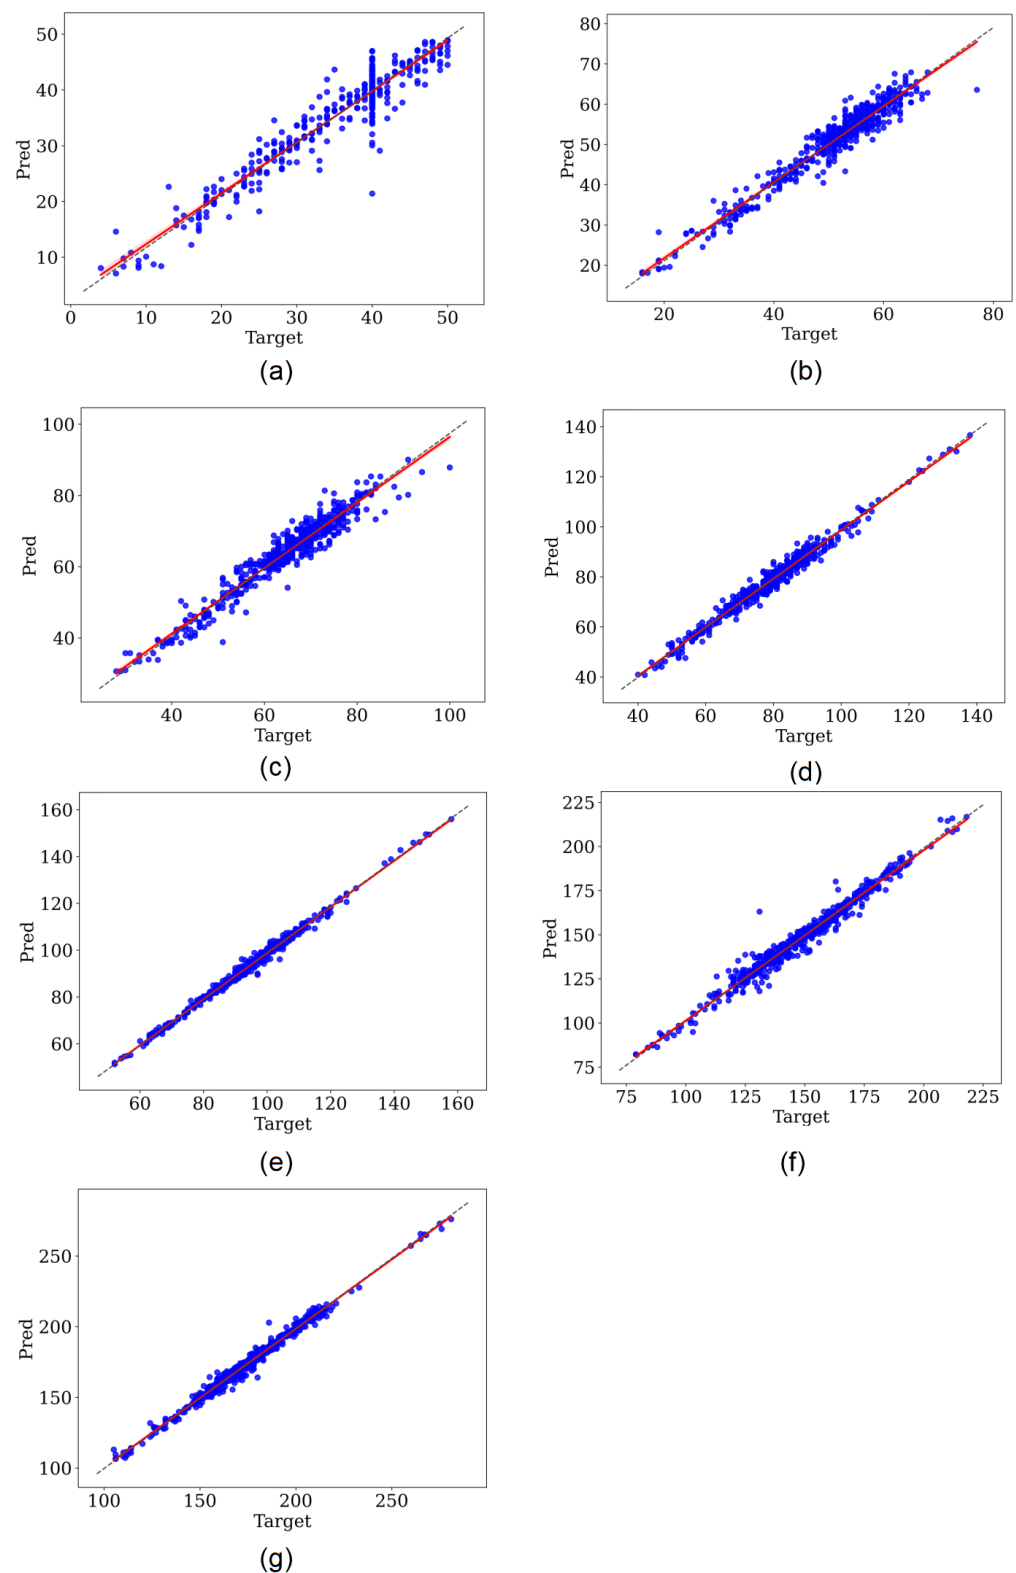 50
40
30
20
10
Pred
0 10 20 30 40 50
Target
(a)
80
70
60
50
40
30
20
Pred
20 40 60 80
Target
(b)
100
80
60
40
Pred
40 60 80 100
Target
(c)
140
120
100
80
60
40
Pred
40 60 80 100 120 140
Target
(d)
160
140
120
100
80
60
Pred
60 80 100 120 140 160
Target
(e)
225
200
175
150
125
100
75
Pred
75 100 125 150 175 200 225
Target
(f)
250
200
150
100
Pred
100 150 200 250
Target
(g)